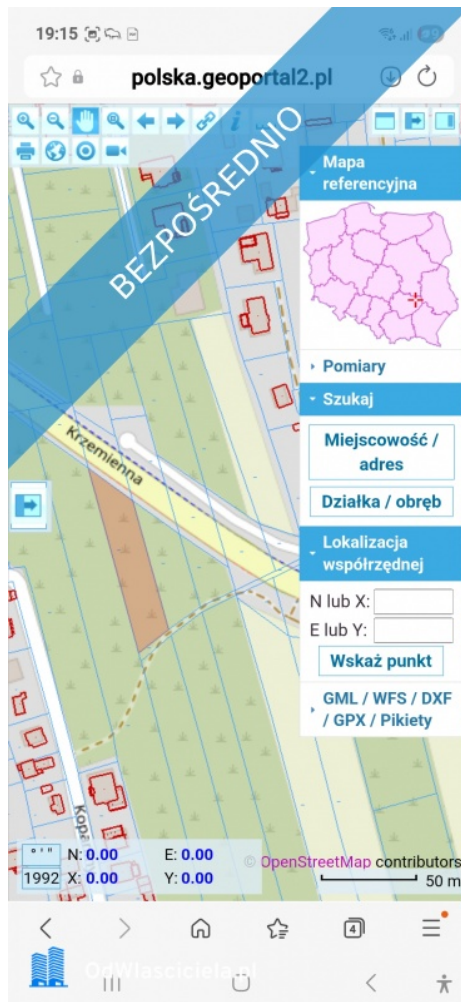 19:15
polska.geoportal2.pl
BEZPOŚREDNIO
Mapa
referencyjna
Pomiary
Szukaj
Miejscowość /
adres
Działka / obręb
Lokalizacja
współrzędnej
N lub X:
E lub Y:
Wskaż punkt
GML / WFS / DXF
/ GPX / Pikiety
Krzemienna
° ' "
N: 0.00 E: 0.00
1992 X: 0.00 Y: 0.00
© OpenStreetMap contributors
50 m
4
OdWlasciciela.pl